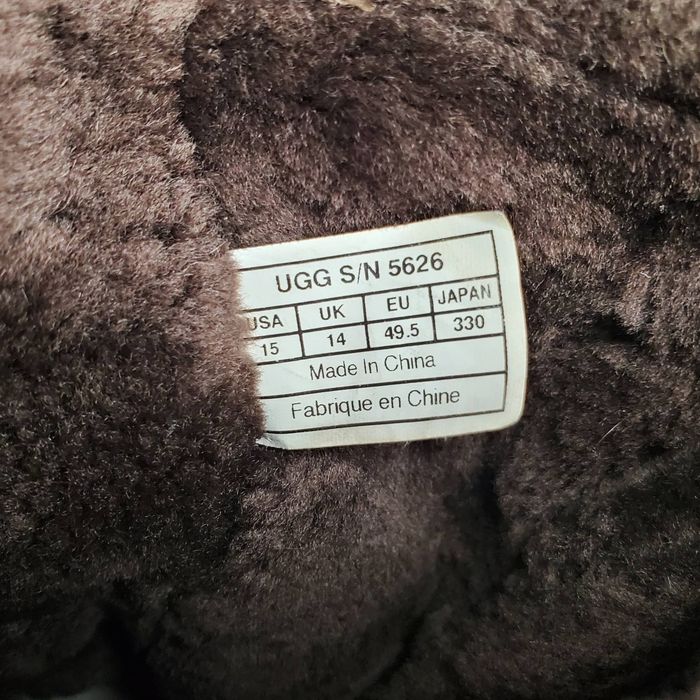 UGG S/N 5626
USA UK EU JAPAN
15 14 49.5 330
Made In China
Fabrique en Chine